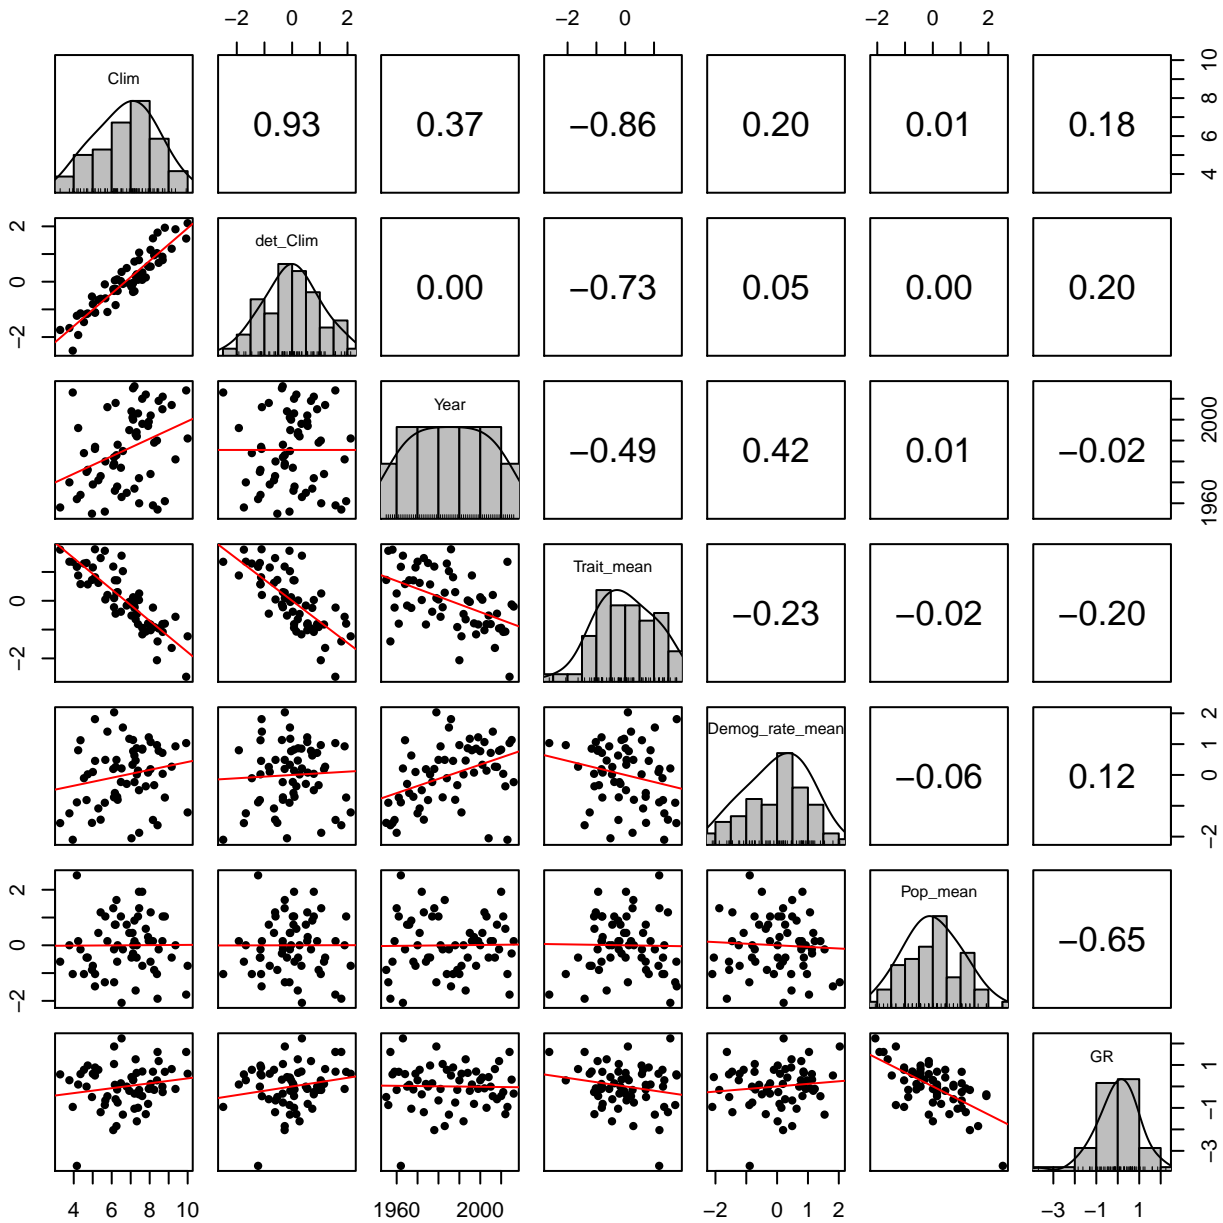 −2 0 2 −2 0 −2 0 2
Clim 0.93 0.37 −0.86 0.20 0.01 0.18
4 6 8 10
det_Clim 0.00 −0.73 0.05 0.00 0.20
−2 0 2
Year −0.49 0.42 0.01 −0.02
1960 2000
Trait_mean −0.23 −0.02 −0.20
−2 0
Demog_rate_mean −0.06 0.12
−2 0 1 2
Pop_mean −0.65
−2 0 2
GR
−3 −1 1
4 6 8 10 1960 2000 −2 0 1 2 −3 −1 1